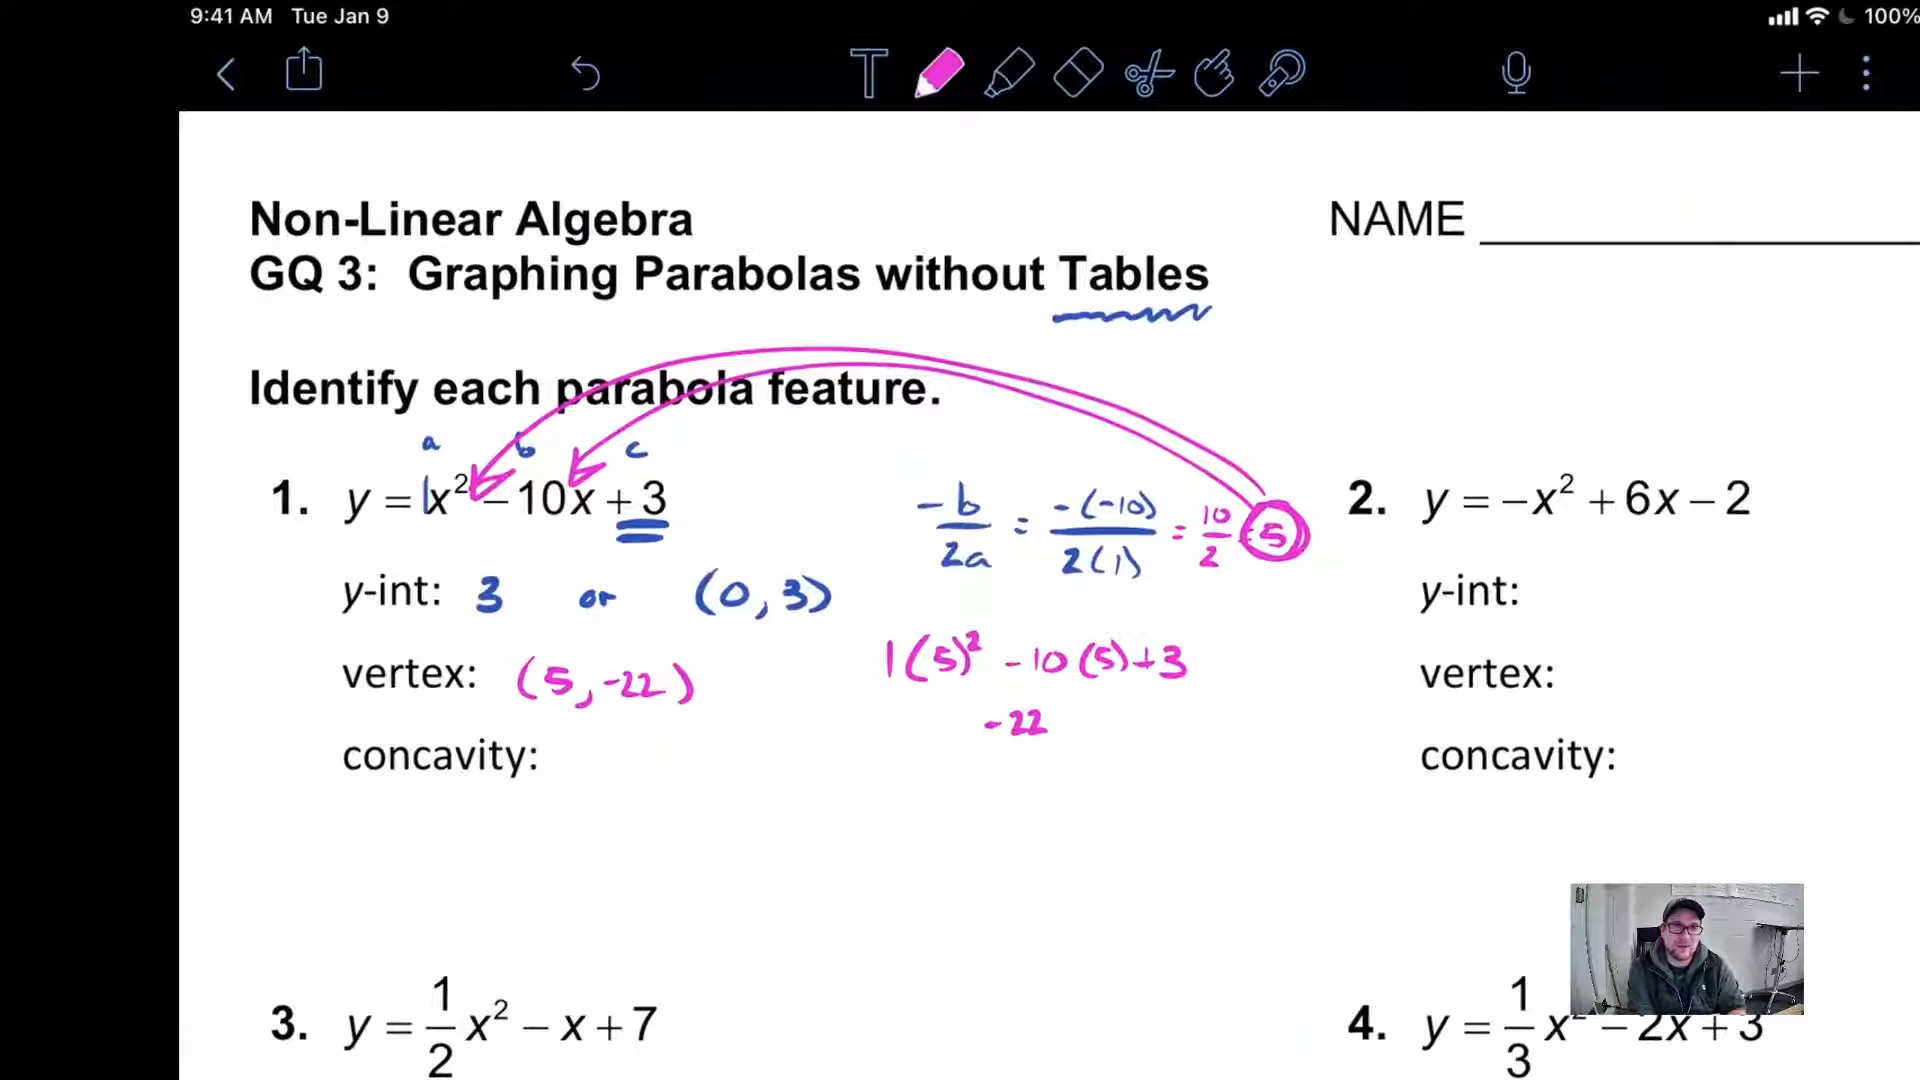 9:41 AM Tue Jan 9
100%
T
Non-Linear Algebra
NAME
GQ 3: Graphing Parabolas without Tables
Identify each parabola feature.
a b c
1. y = 1x² − 10x + 3
-b/2a = -(-10)/2(1) = 10/2 = 5
y-int: 3 or (0, 3)
1(5)² - 10(5) + 3
-22
vertex: (5, -22)
concavity:
2. y = −x² + 6x − 2
y-int:
vertex:
concavity:
3. y = 1/2 x² − x + 7
4. y = 1/3 x² − 2x + 3